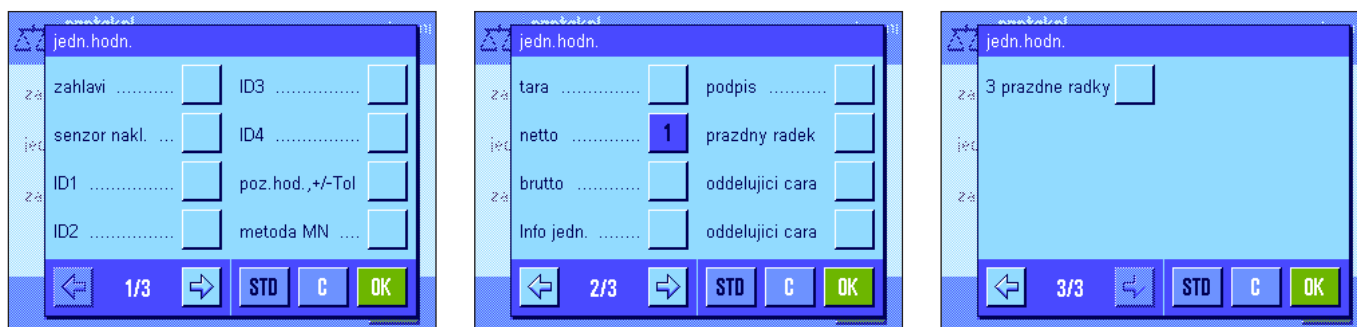 jedn.hodn.
zahlavi ........... ID3 ................
senzor nakl. ... ID4 ................
ID1 ................ poz.hod.,+/-Tol
ID2 ................ metoda MN ....
1/3 STD C OK
jedn.hodn.
tara .............. podpis ...........
netto ............ 1 prazdny radek
brutto ............ oddelujici cara
Info jedn. ........ oddelujici cara
2/3 STD C OK
jedn.hodn.
3 prazdne radky
3/3 STD C OK